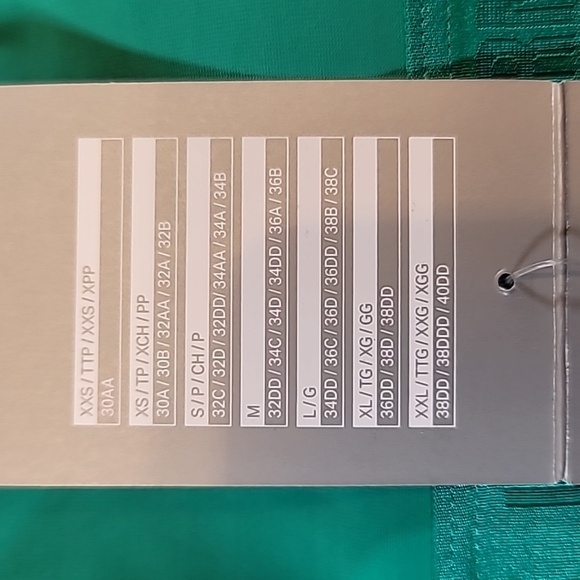 XXS / TTP / XXS / XPP
30AA
XS / TP / XCH / PP
30A / 30B / 32AA / 32A / 32B
S / P / CH / P
32C / 32D / 32DD / 34AA / 34A / 34B
M
32DD / 34C / 34D / 34DD / 36A / 36B
L / G
34DD / 36C / 36D / 36DD / 38B / 38C
XL / TG / XG / GG
36DD / 38D / 38DD
XXL / TTG / XXG / XGG
38DD / 38DDD / 40DD